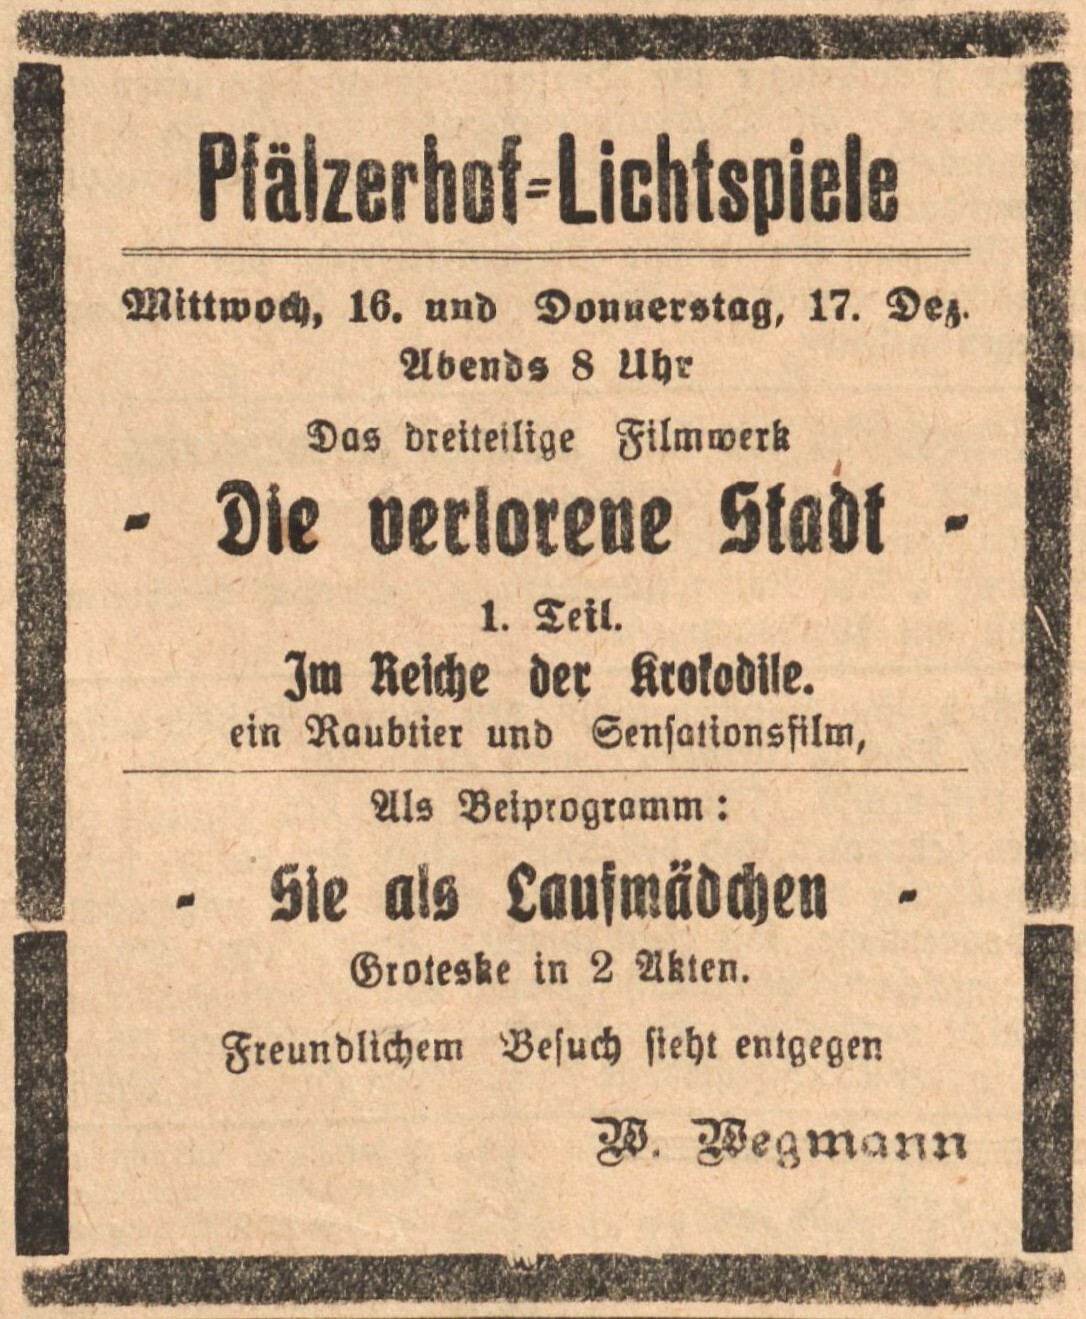 Pfälzerhof=Lichtspiele
Mittwoch, 16. und Donnerstag, 17. Dez.
Abends 8 Uhr
Das dreiteilige Filmwerk
- Die verlorene Stadt -
1. Teil.
Im Reiche der Krokodile.
ein Raubtier und Sensationsfilm,
Als Beiprogramm:
- Sie als Laufmädchen -
Groteske in 2 Akten.
Freundlichem Besuch sieht entgegen
W. Wegmann